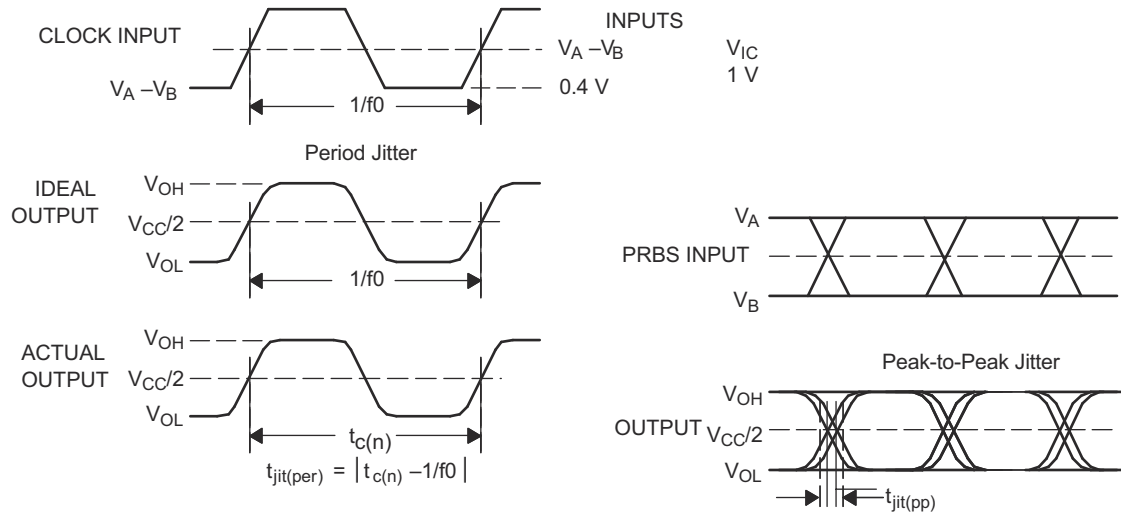 CLOCK INPUT
V_A –V_B
1/f0
INPUTS
V_A –V_B
V_IC
0.4 V
1 V
Period Jitter
IDEAL
OUTPUT
V_OH
V_CC/2
V_OL
1/f0
ACTUAL
OUTPUT
V_OH
V_CC/2
V_OL
t_c(n)
t_jit(per) = | t_c(n) –1/f0 |
V_A
PRBS INPUT
V_B
Peak-to-Peak Jitter
V_OH
OUTPUT V_CC/2
V_OL
t_jit(pp)